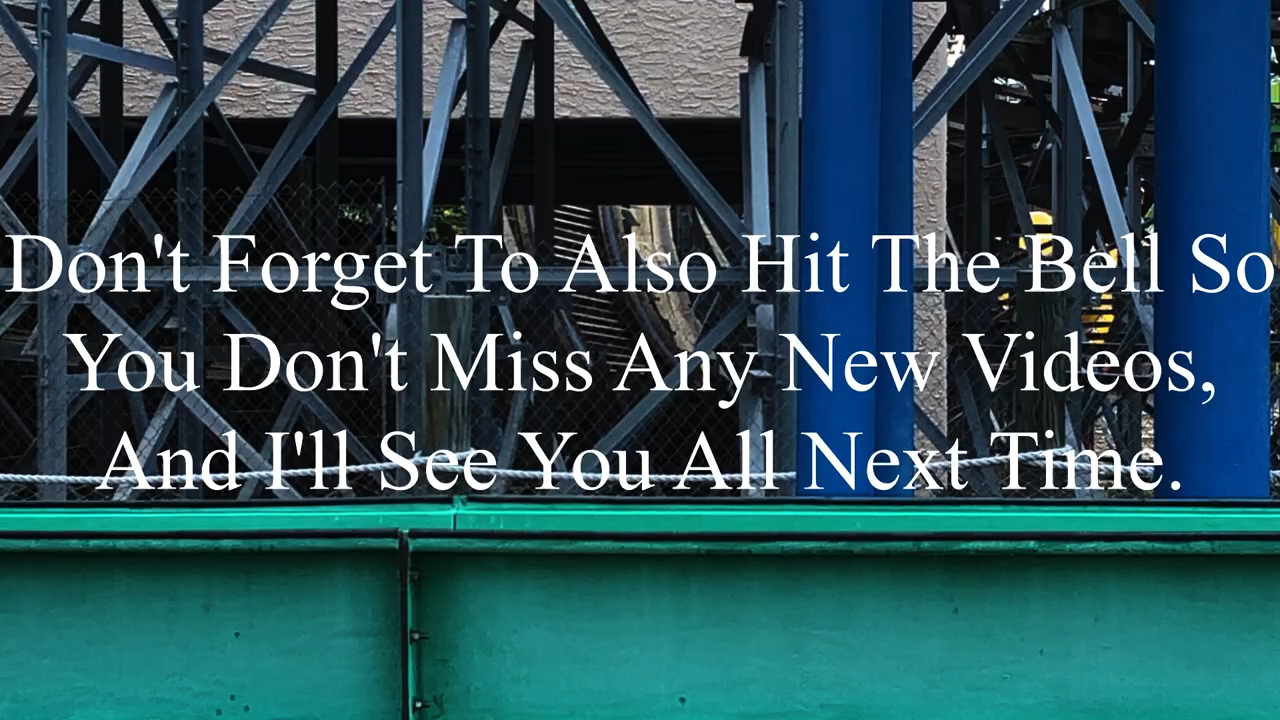 Don't Forget To Also Hit The Bell So
You Don't Miss Any New Videos,
And I'll See You All Next Time.